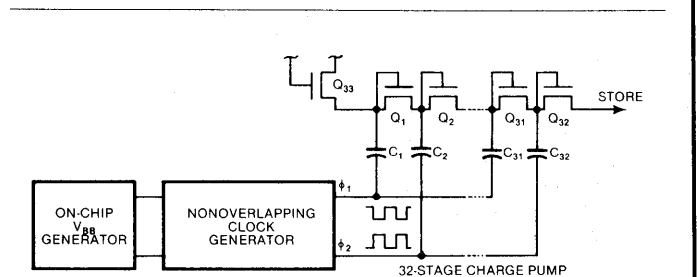 Q33
STORE
Q1 Q2 Q31 Q32
C1 C2 C31 C32
ϕ1
ON-CHIP
VBB
GENERATOR
NONOVERLAPPING
CLOCK
GENERATOR
ϕ2
32-STAGE CHARGE PUMP